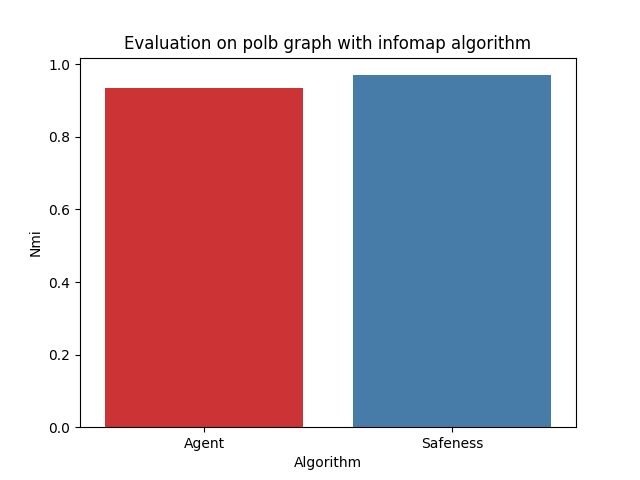 Evaluation on polb graph with infomap algorithm
1.0
0.8
0.6
0.4
0.2
0.0
Nmi
Agent
Safeness
Algorithm